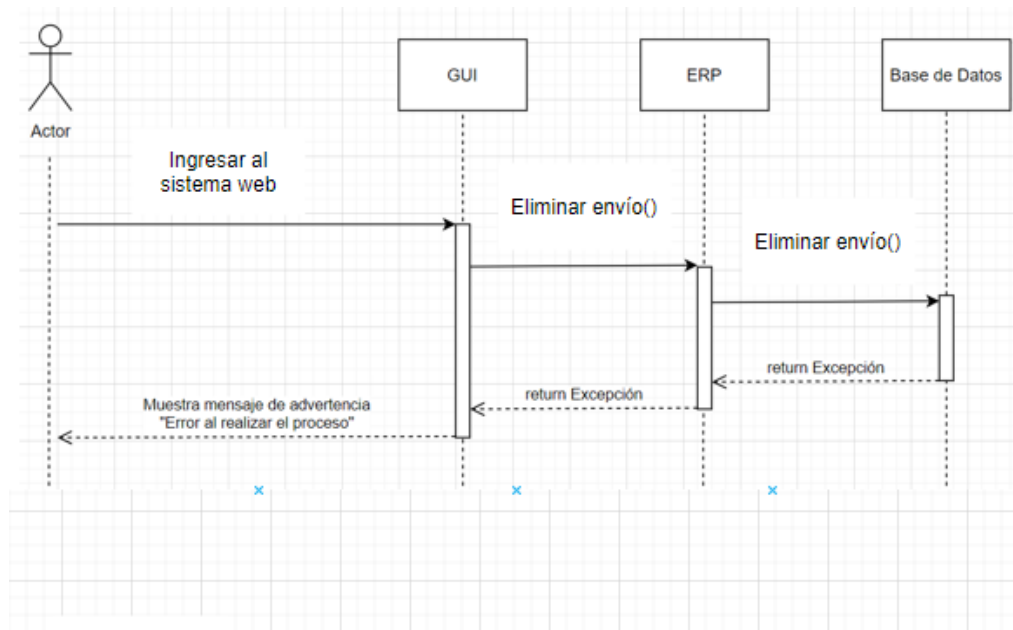 GUI
ERP
Base de Datos
Actor
Ingresar al
sistema web
Eliminar envío()
Eliminar envío()
return Excepción
return Excepción
Muestra mensaje de advertencia
"Error al realizar el proceso"